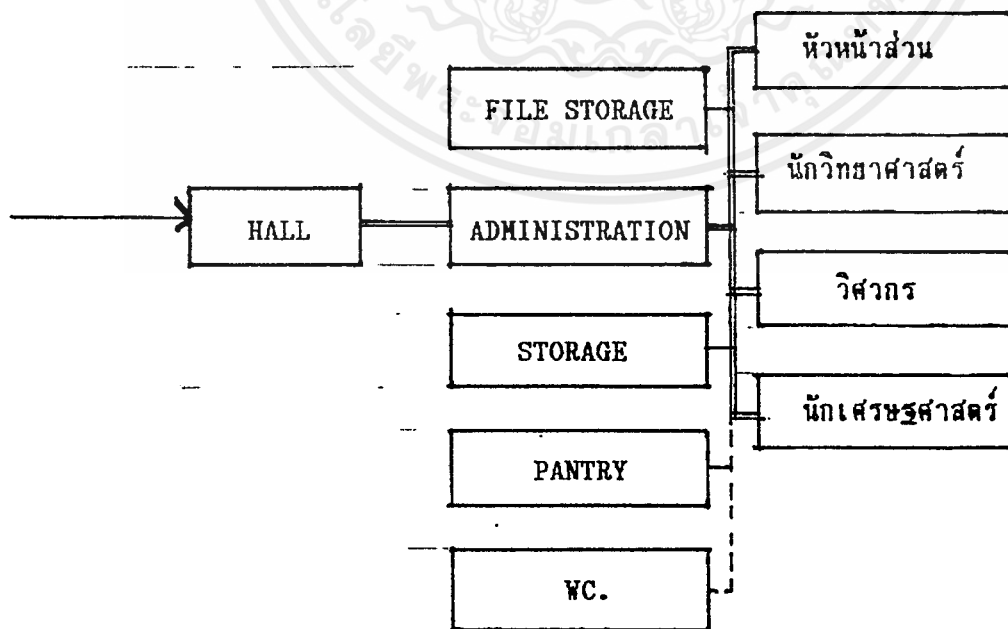 หัวหน้าส่วน
FILE STORAGE
นักวิทยาศาสตร์
HALL
ADMINISTRATION
วิศวกร
STORAGE
นักเศรษฐศาสตร์
PANTRY
WC.